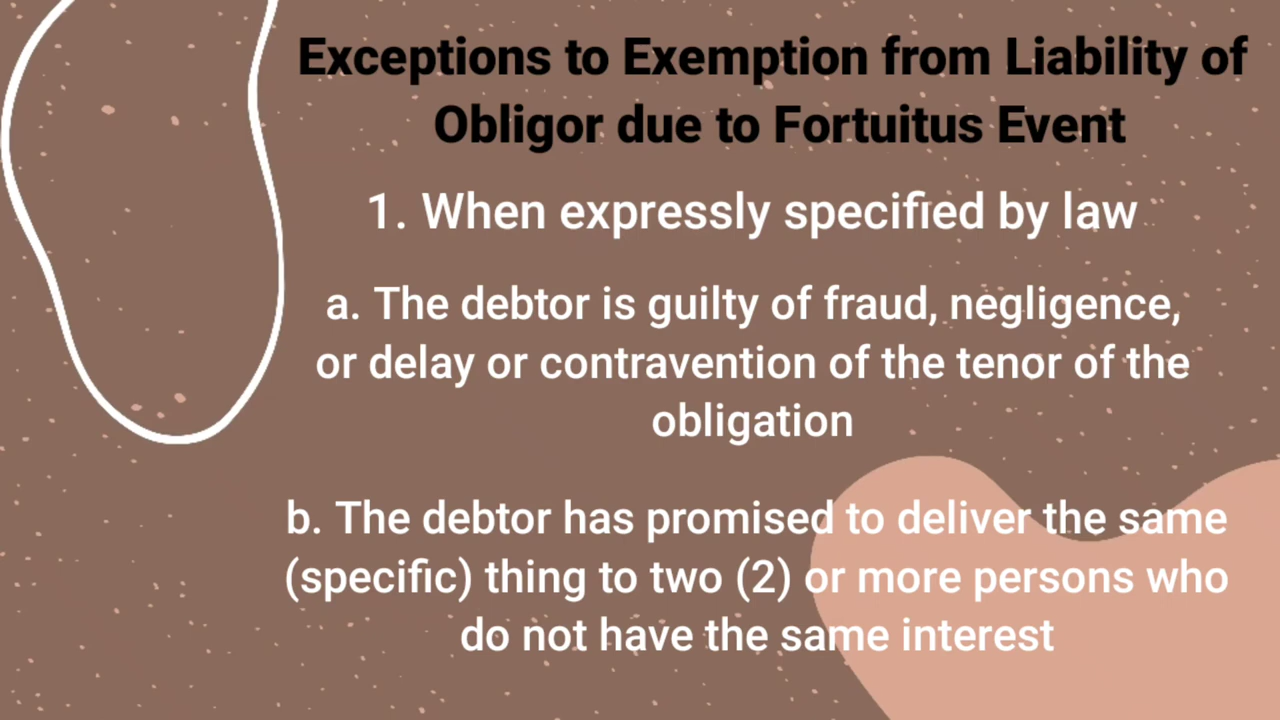 Exceptions to Exemption from Liability of
Obligor due to Fortuitus Event
1. When expressly specified by law
a. The debtor is guilty of fraud, negligence,
or delay or contravention of the tenor of the
obligation
b. The debtor has promised to deliver the same
(specific) thing to two (2) or more persons who
do not have the same interest